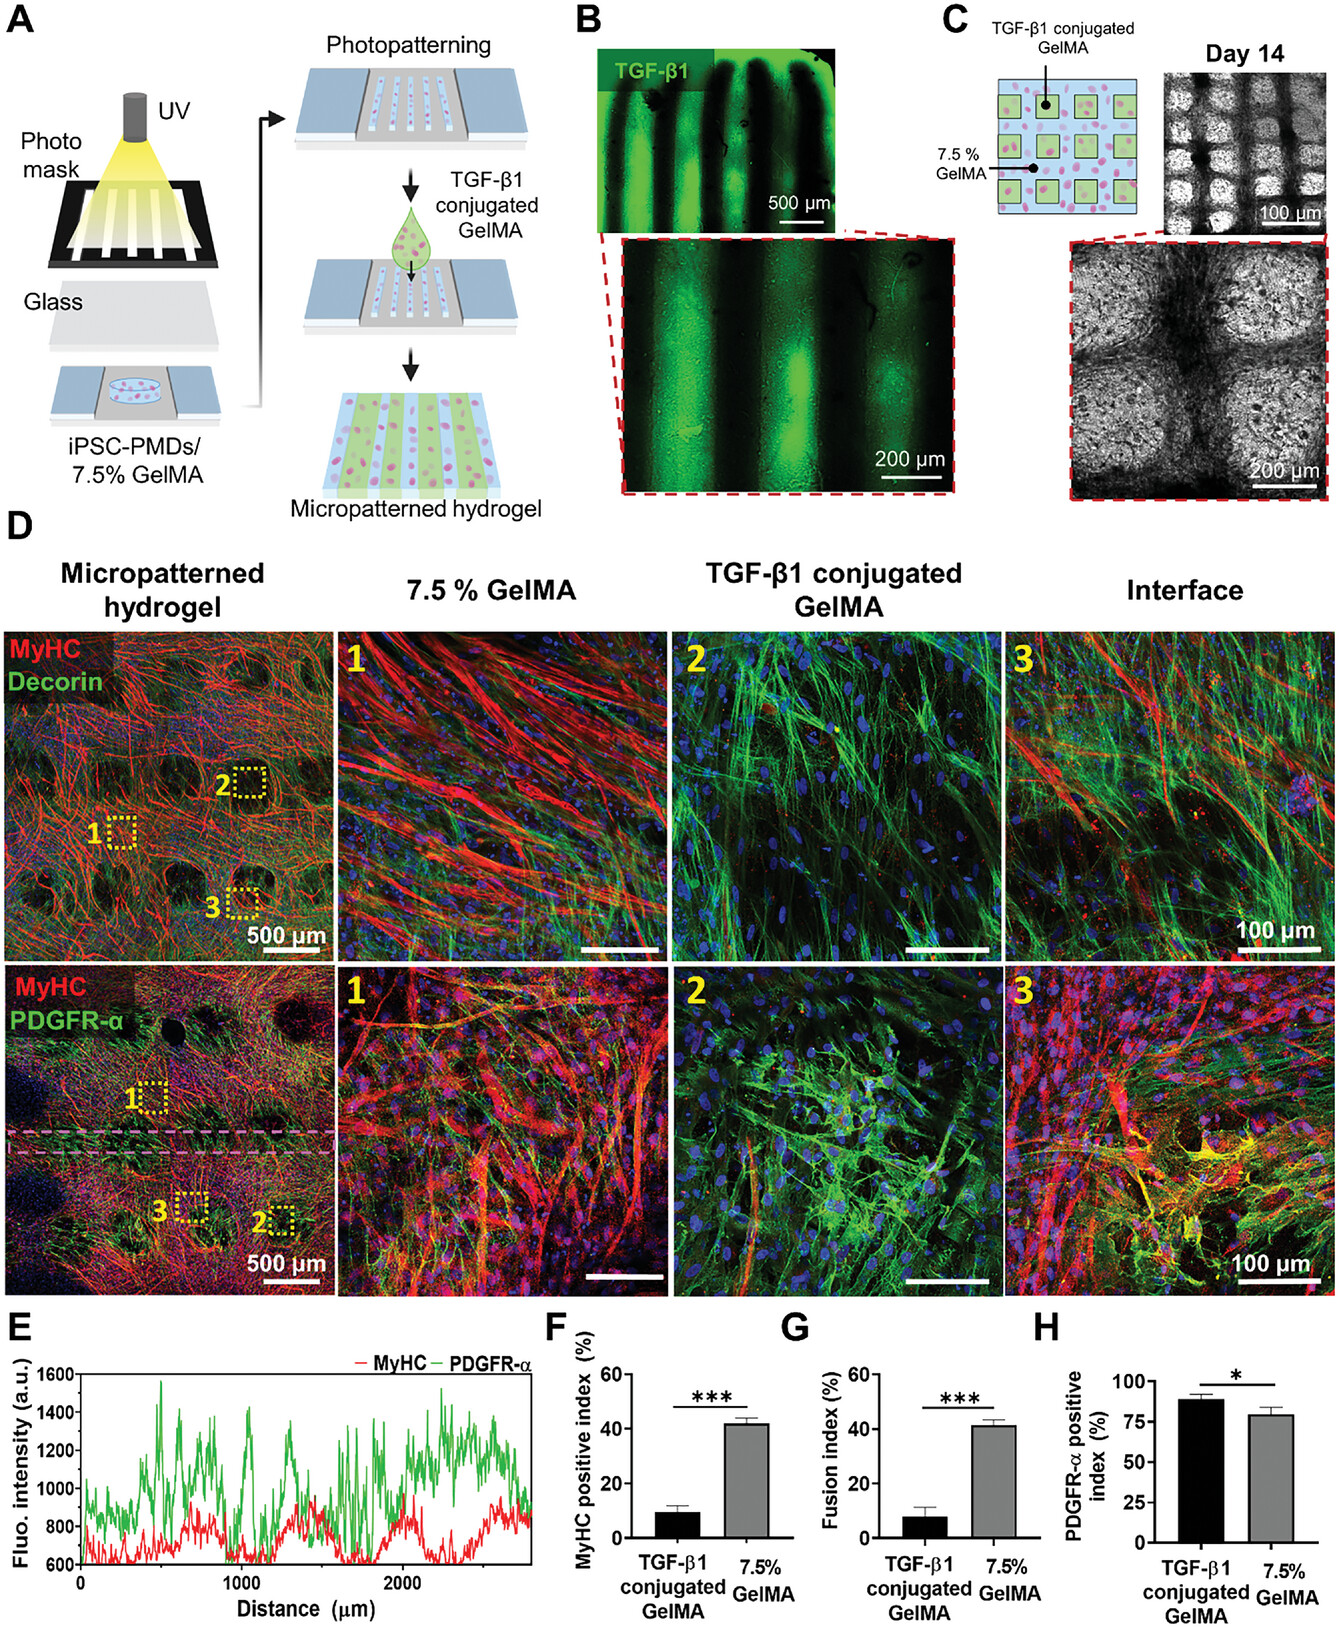 A
UV
Photo
mask
Glass
iPSC-PMDs/
7.5% GelMA
Photopatterning
TGF-β1
conjugated
GelMA
Micropatterned hydrogel
B
TGF-β1
500 µm
200 µm
C
TGF-β1 conjugated
GelMA
7.5 %
GelMA
Day 14
100 µm
200 µm
D
Micropatterned
hydrogel
7.5 % GelMA
TGF-β1 conjugated
GelMA
Interface
MyHC
Decorin
1
2
3
500 µm
1
2
3
100 µm
MyHC
PDGFR-α
1
3
2
500 µm
1
2
3
100 µm
E
MyHC
PDGFR-α
Fluo. intensity (a.u.)
1600
1400
1200
1000
800
600
0
1000
2000
Distance (µm)
F
MyHC positive index (%)
60
40
20
0
***
TGF-β1
conjugated
GelMA
7.5%
GelMA
G
Fusion index (%)
60
40
20
0
***
TGF-β1
conjugated
GelMA
7.5%
GelMA
H
PDGFR-α positive
index (%)
100
75
50
25
0
*
TGF-β1
conjugated
GelMA
7.5%
GelMA